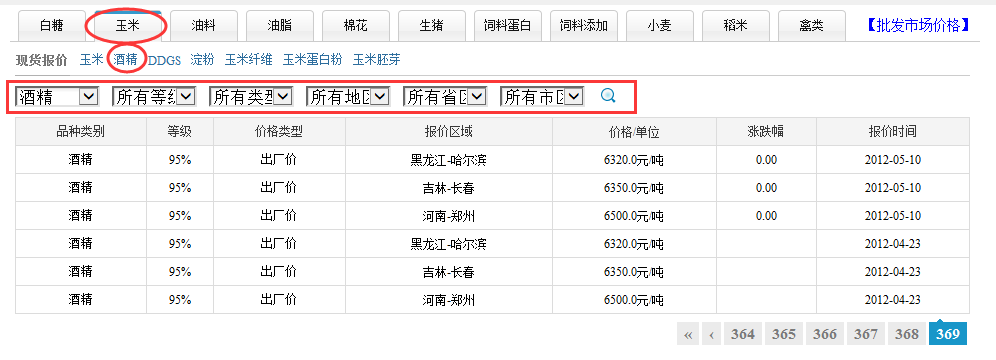 白糖 玉米 油料 油脂 棉花 生猪 饲料蛋白 饲料添加 小麦 稻米 禽类 【批发市场价格】
现货报价 玉米 酒精 DDGS 淀粉 玉米纤维 玉米蛋白粉 玉米胚芽
酒精 所有等级 所有类型 所有地区 所有省区 所有市区
品种类别 等级 价格类型 报价区域 价格/单位 涨跌幅 报价时间
酒精 95% 出厂价 黑龙江-哈尔滨 6320.0元/吨 0.00 2012-05-10
酒精 95% 出厂价 吉林-长春 6350.0元/吨 0.00 2012-05-10
酒精 95% 出厂价 河南-郑州 6500.0元/吨 0.00 2012-05-10
酒精 95% 出厂价 黑龙江-哈尔滨 6320.0元/吨 2012-04-23
酒精 95% 出厂价 吉林-长春 6350.0元/吨 2012-04-23
酒精 95% 出厂价 河南-郑州 6500.0元/吨 2012-04-23
« ‹ 364 365 366 367 368 369